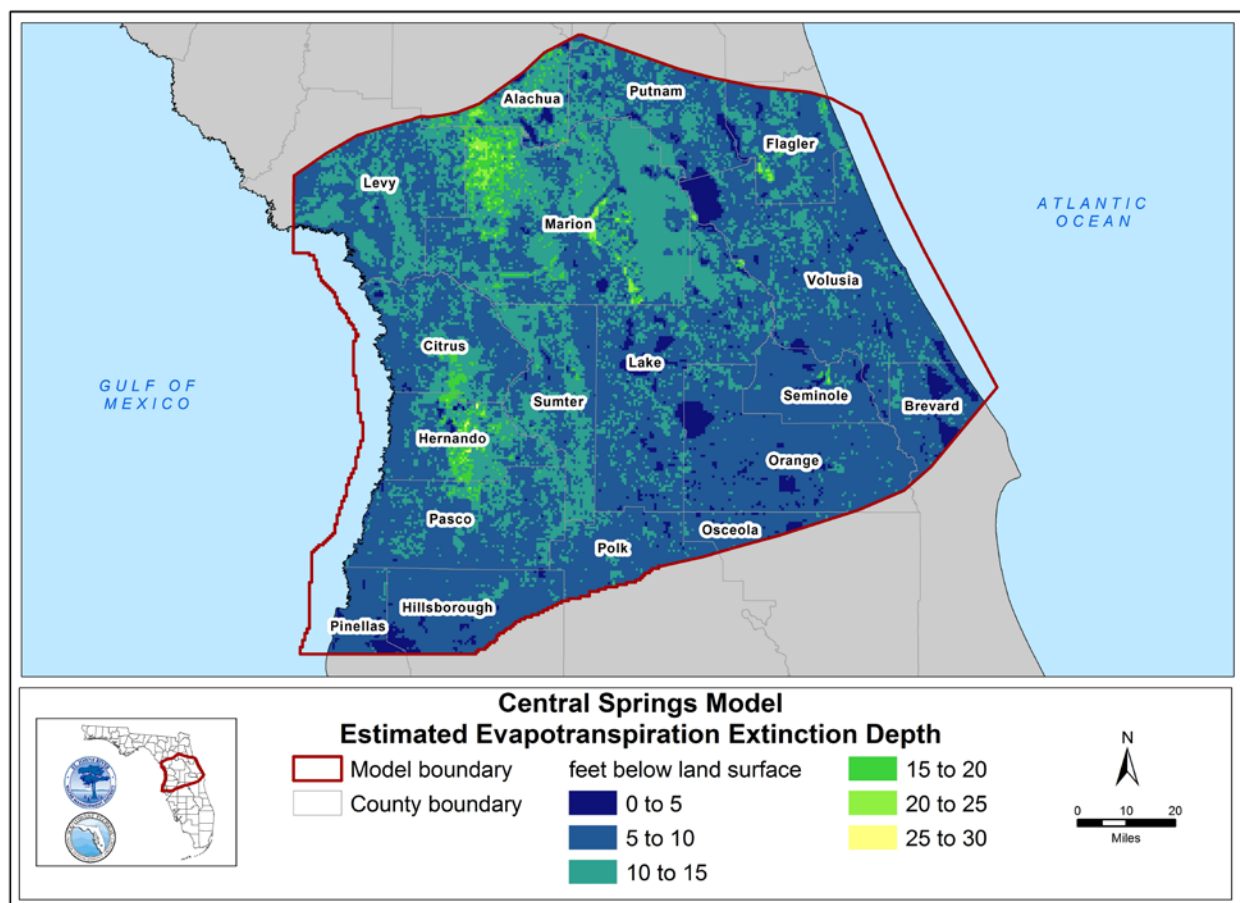 Alachua
Putnam
Flagler
Levy
Marion
ATLANTIC
OCEAN
Volusia
Citrus
Lake
GULF OF
MEXICO
Sumter
Seminole
Brevard
Hernando
Orange
Pasco
Osceola
Polk
Hillsborough
Pinellas
Central Springs Model
Estimated Evapotranspiration Extinction Depth
Model boundary
County boundary
feet below land surface
0 to 5
5 to 10
10 to 15
15 to 20
20 to 25
25 to 30
N
0 10 20
Miles